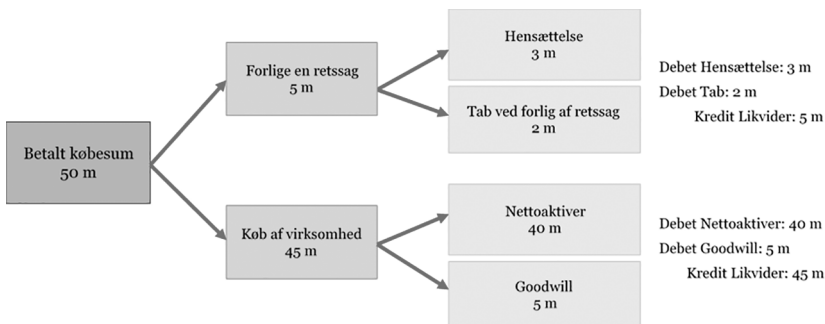 Betalt købesum
50 m
Forlige en retssag
5 m
Hensættelse
3 m
Tab ved forlig af retssag
2 m
Debet Hensættelse: 3 m
Debet Tab: 2 m
Kredit Likvider: 5 m
Køb af virksomhed
45 m
Nettoaktiver
40 m
Goodwill
5 m
Debet Nettoaktiver: 40 m
Debet Goodwill: 5 m
Kredit Likvider: 45 m